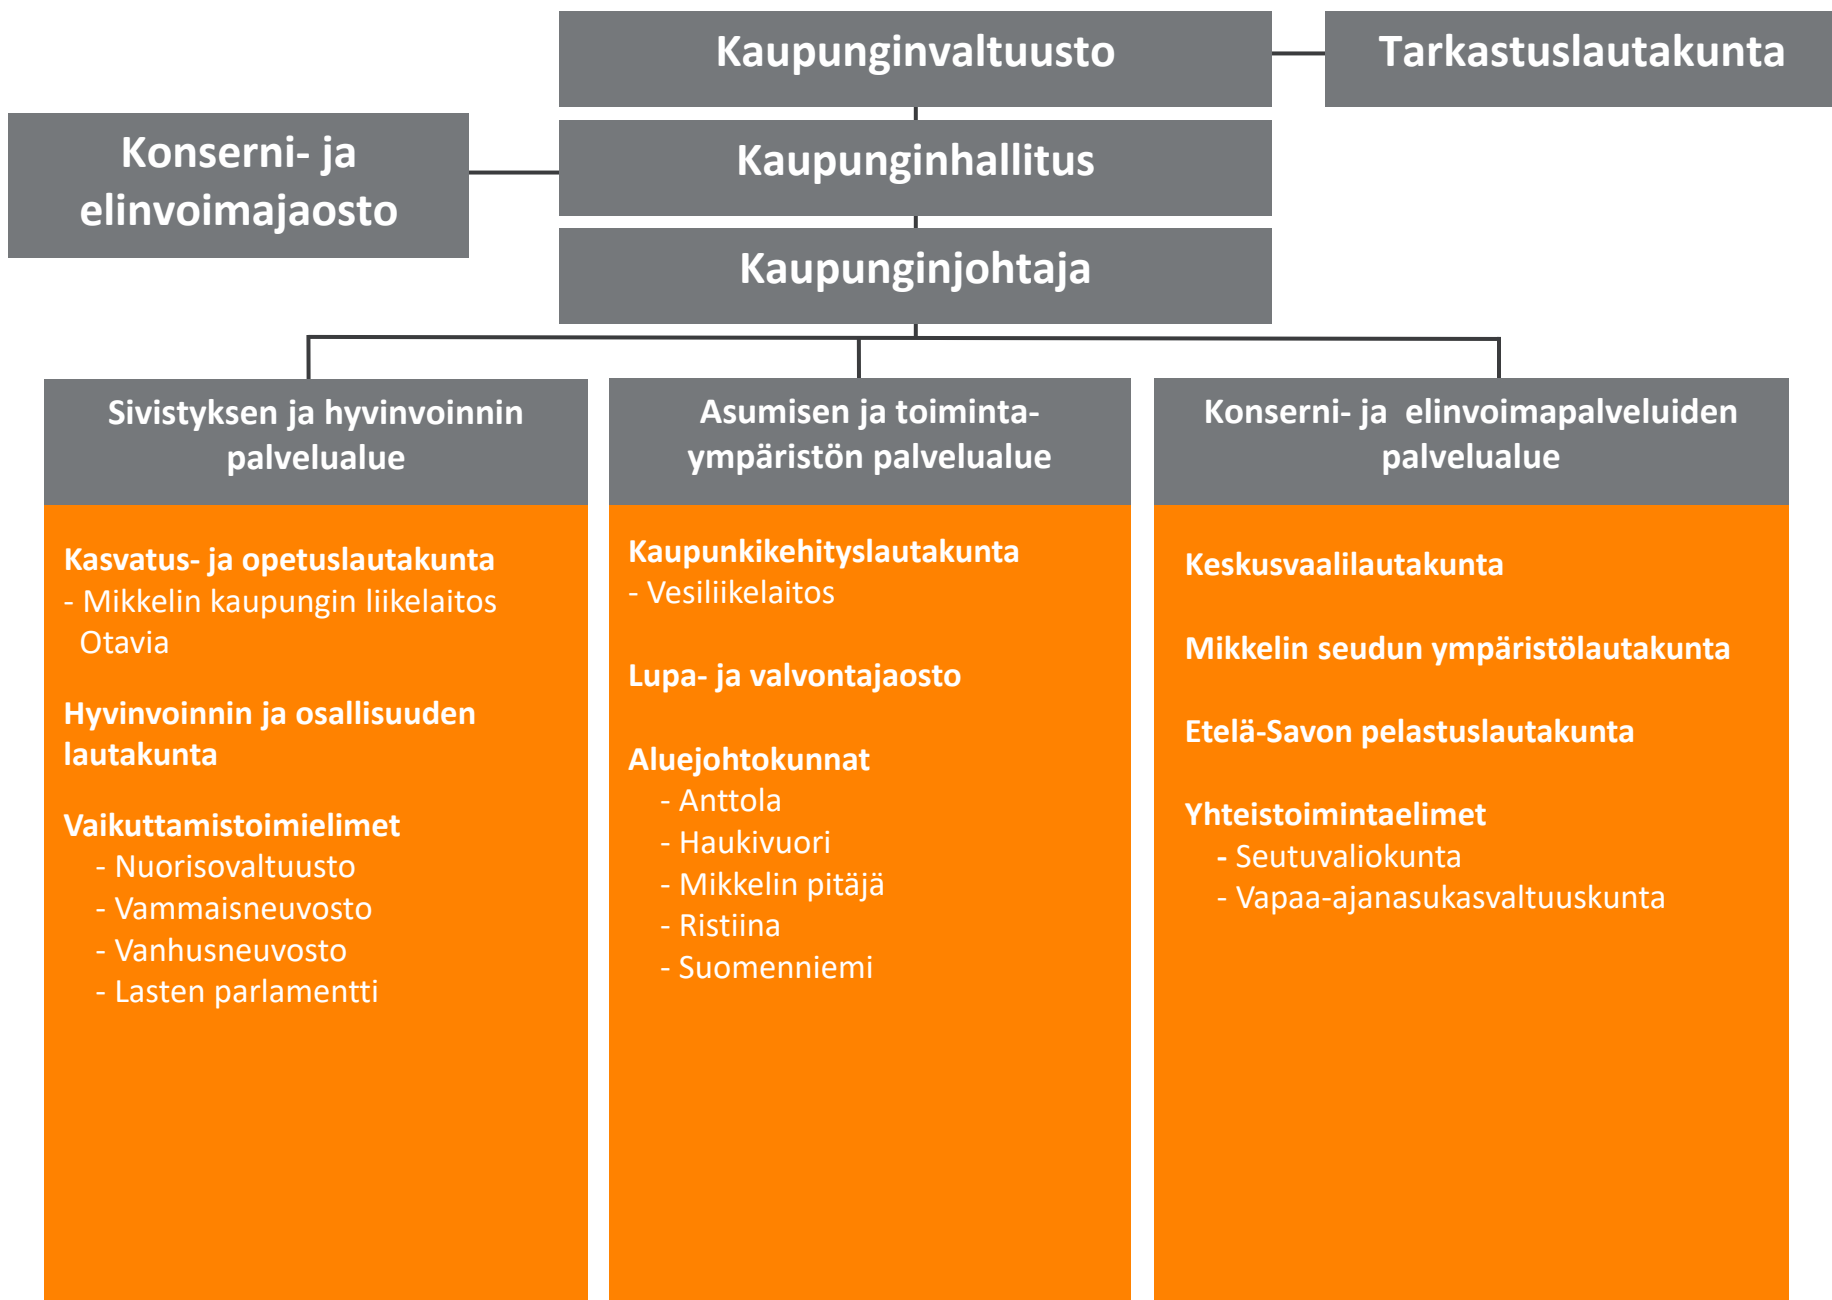 Kaupunginvaltuusto
Tarkastuslautakunta
Konserni- ja
elinvoimajaosto
Kaupunginhallitus
Kaupunginjohtaja
Sivistyksen ja hyvinvoinnin
palvelualue
Kasvatus- ja opetuslautakunta
- Mikkelin kaupungin liikelaitos
Otavia
Hyvinvoinnin ja osallisuuden
lautakunta
Vaikuttamistoimielimet
- Nuorisovaltuusto
- Vammaisneuvosto
- Vanhusneuvosto
- Lasten parlamentti
Asumisen ja toiminta-
ympäristön palvelualue
Kaupunkikehityslautakunta
- Vesiliikelaitos
Lupa- ja valvontajaosto
Aluejohtokunnat
- Anttola
- Haukivuori
- Mikkelin pitäjä
- Ristiina
- Suomenniemi
Konserni- ja  elinvoimapalveluiden
palvelualue
Keskusvaalilautakunta
Mikkelin seudun ympäristölautakunta
Etelä-Savon pelastuslautakunta
Yhteistoimintaelimet
- Seutuvaliokunta
- Vapaa-ajanasukasvaltuuskunta